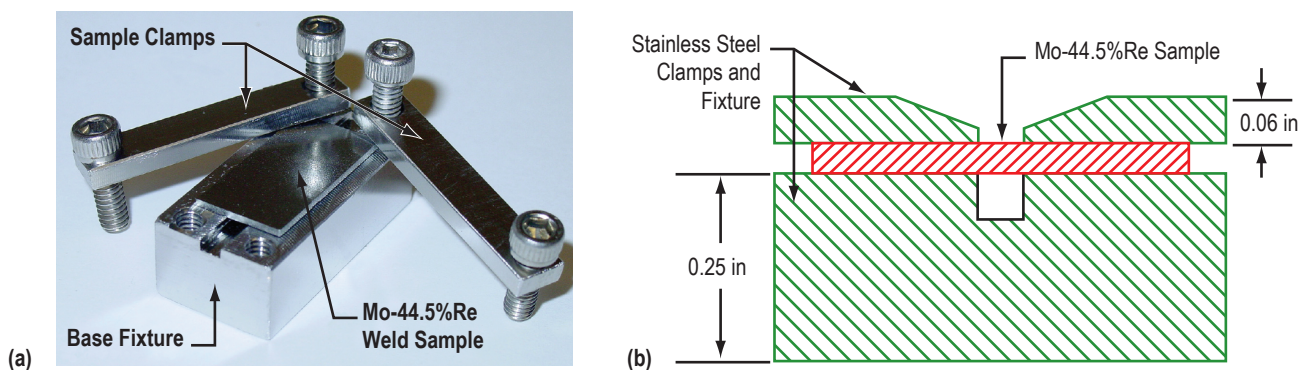 Sample Clamps
Base Fixture
Mo-44.5%Re
Weld Sample
(a)
Stainless Steel
Clamps and
Fixture
Mo-44.5%Re Sample
0.06 in
0.25 in
(b)